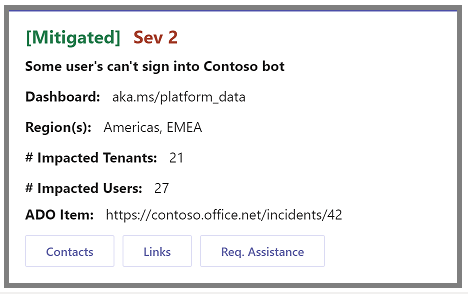 [Mitigated] Sev 2
Some user's can't sign into Contoso bot
Dashboard: aka.ms/platform_data
Region(s): Americas, EMEA
# Impacted Tenants: 21
# Impacted Users: 27
ADO Item: https://contoso.office.net/incidents/42
Contacts Links Req. Assistance